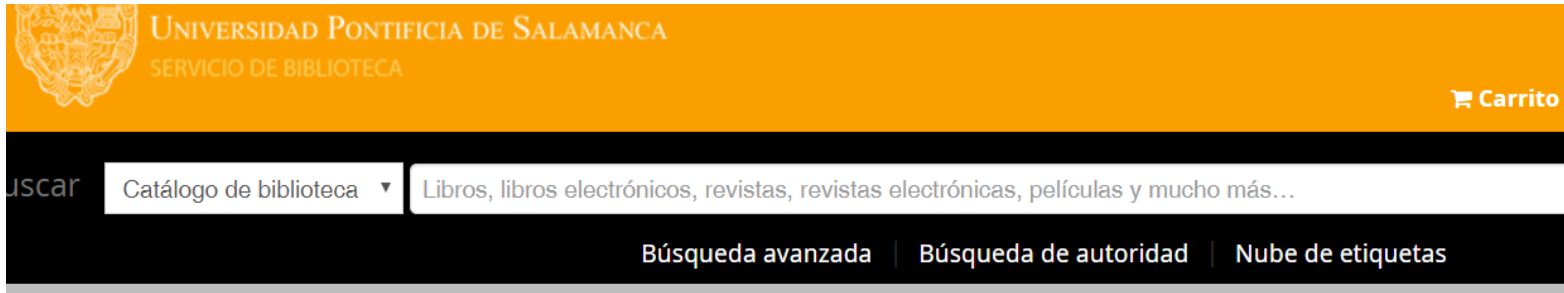 UNIVERSIDAD PONTIFICIA DE SALAMANCA
SERVICIO DE BIBLIOTECA
Carrito
uscar Catálogo de biblioteca Libros, libros electrónicos, revistas, revistas electrónicas, películas y mucho más...
Búsqueda avanzada Búsqueda de autoridad Nube de etiquetas